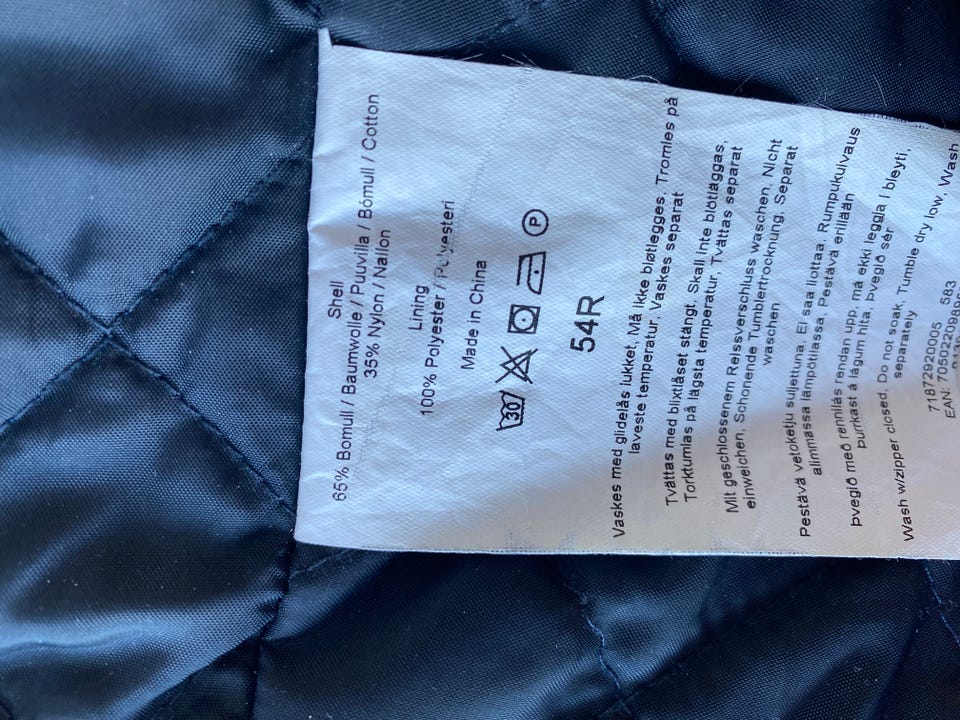 Shell
65% Bomull / Baumwolle / Puuvilla / Bómull / Cotton
35% Nylon / Nailon
Lining
100% Polyester / Polyesteri
Made in China
30 P
54R
Vaskes med glidelås lukket, Må ikke bløtlegges, Tromles på
laveste temperatur, Vaskes separat
Tvättas med blixtlåset stängt, Skall inte blötläggas,
Torktumlas på lägsta temperatur, Tvättas separat
Mit geschlossenem Reissverschluss waschen, Nicht
einweichen, Schonende Tumblertrocknung, Separat
waschen
Pestävä vetoketju suljettuna, Ei saa liottaa, Rumpukuivaus
alimmassa lämpötilassa, Pestävä erillään
Þvegið með rennilás rendan upp, má ekki leggja í bleyti,
þurrkast á lágum hita, þvegið sér
Wash w/zipper closed, Do not soak, Tumble dry low, Wash
separately
71872920005 583
EAN: